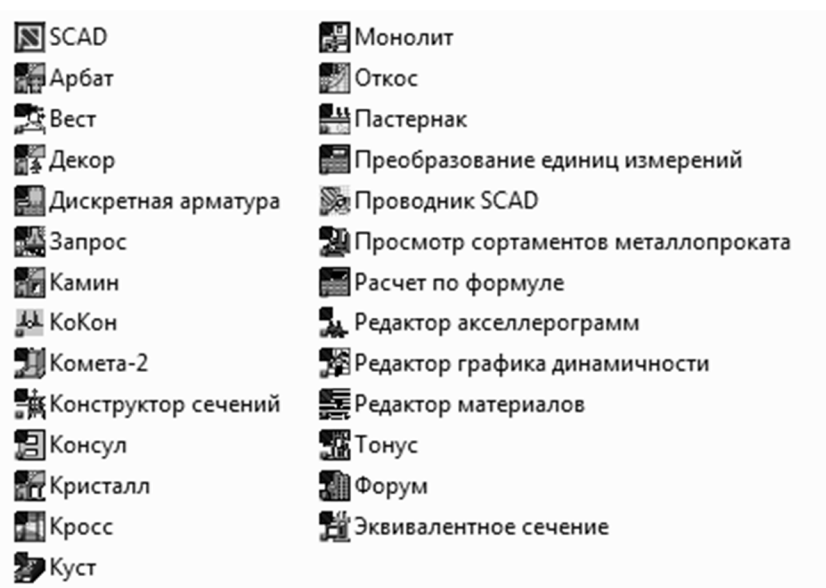 SCAD
Арбат
Вест
Декор
Дискретная арматура
Запрос
Камин
КоКон
Комета-2
Конструктор сечений
Консул
Кристалл
Кросс
Куст
Монолит
Откос
Пастернак
Преобразование единиц измерений
Проводник SCAD
Просмотр сортаментов металлопроката
Расчет по формуле
Редактор акселлерограмм
Редактор графика динамичности
Редактор материалов
Тонус
Форум
Эквивалентное сечение